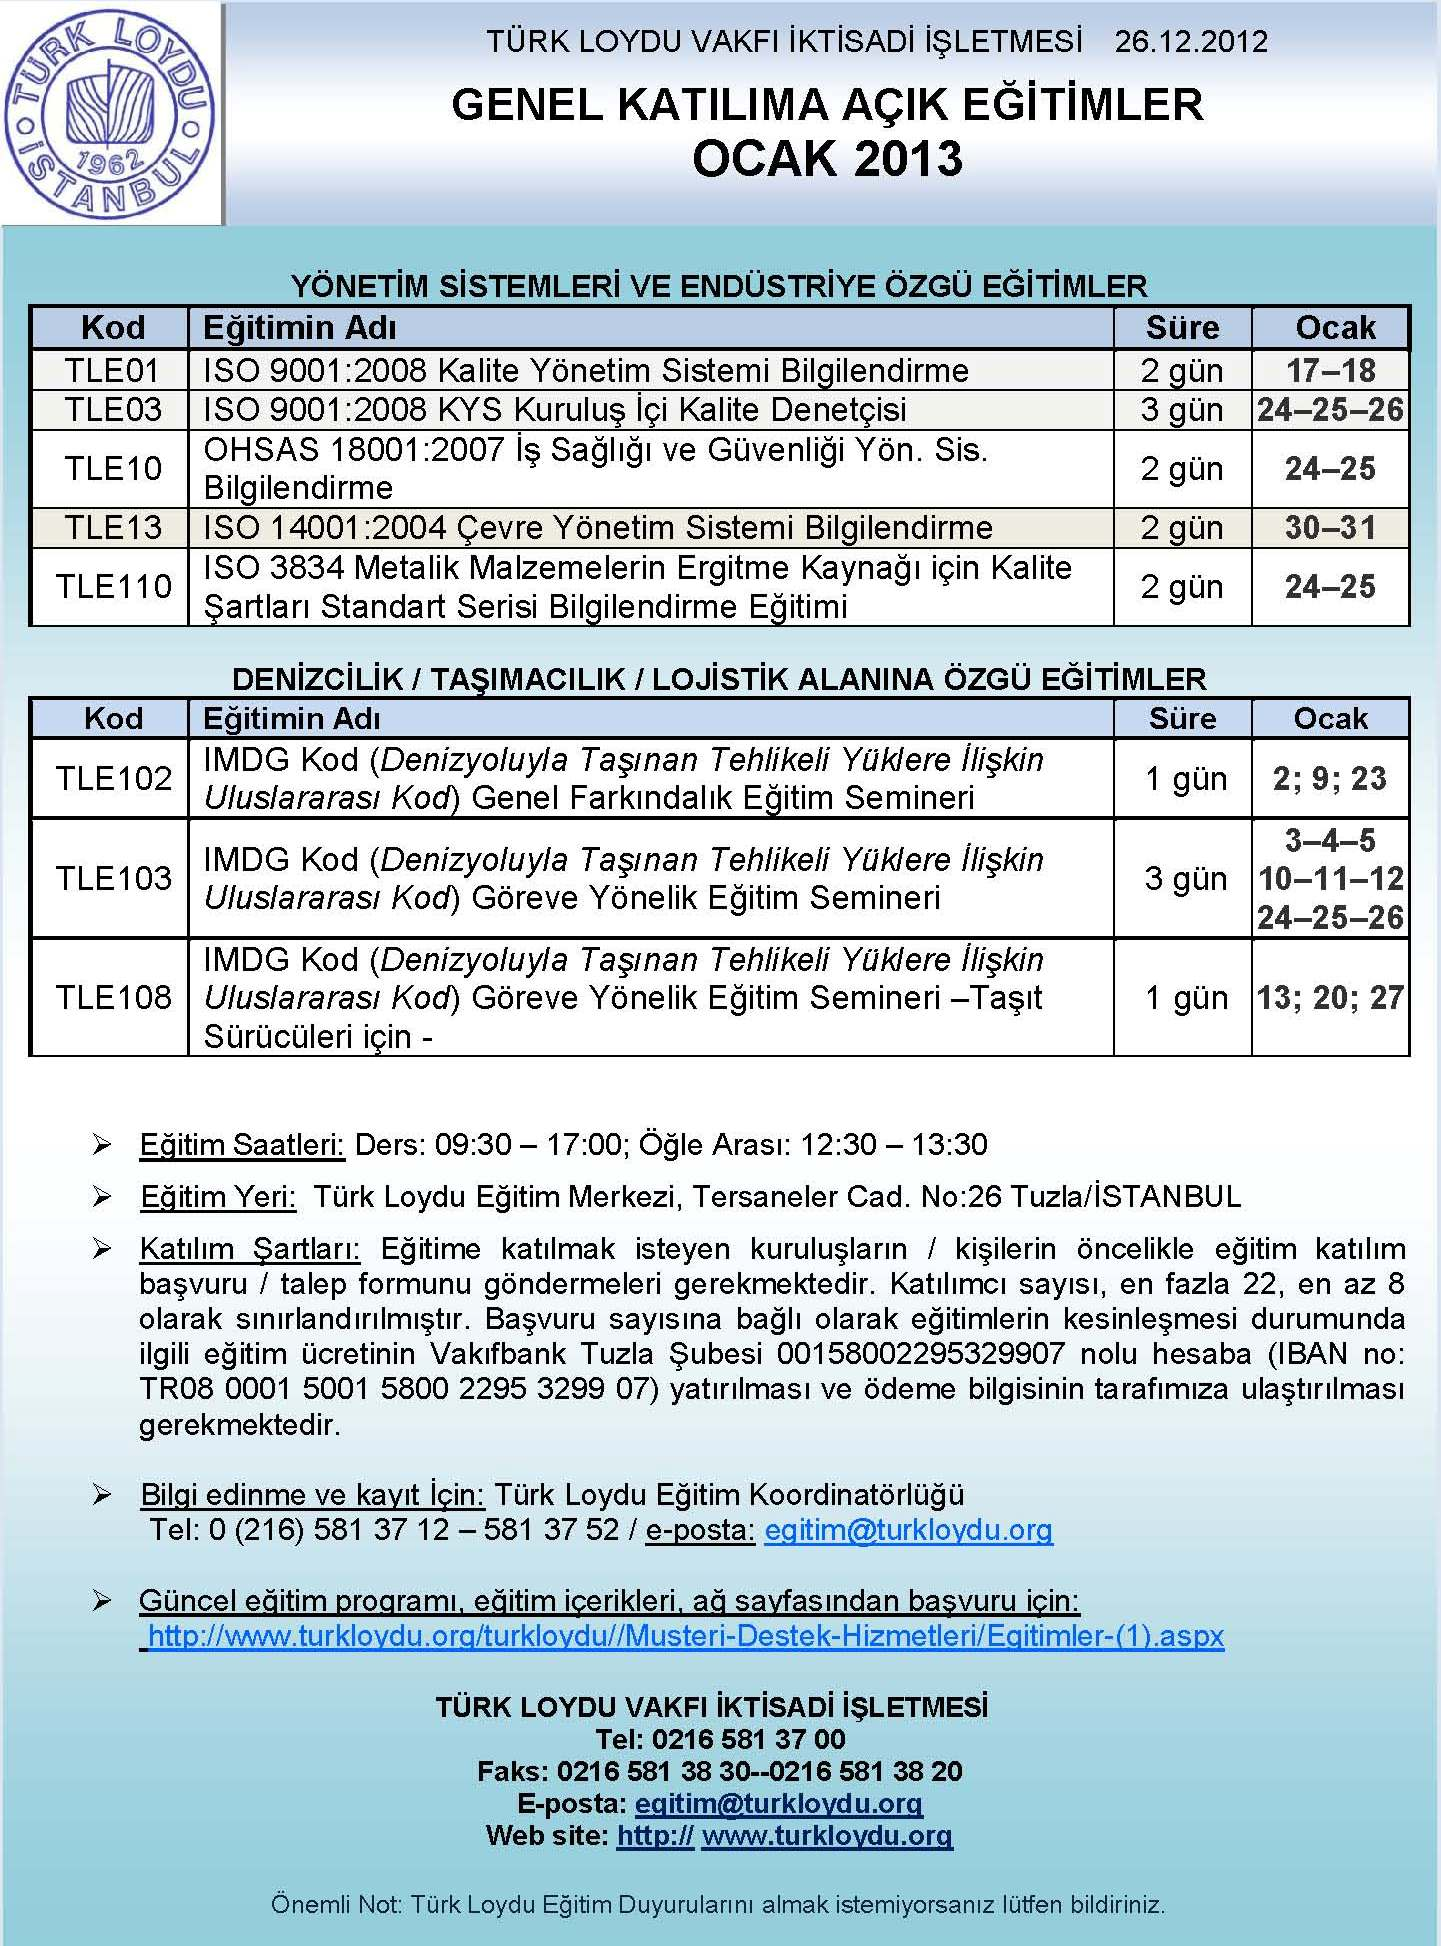 TÜRK LOYDU
1962
İSTANBUL
TÜRK LOYDU VAKFI İKTİSADİ İŞLETMESİ 26.12.2012
GENEL KATILIMA AÇIK EĞİTİMLER
OCAK 2013
YÖNETİM SİSTEMLERİ VE ENDÜSTRİYE ÖZGÜ EĞİTİMLER
Kod Eğitimin Adı Süre Ocak
TLE01 ISO 9001:2008 Kalite Yönetim Sistemi Bilgilendirme 2 gün 17–18
TLE03 ISO 9001:2008 KYS Kuruluş İçi Kalite Denetçisi 3 gün 24–25–26
TLE10 OHSAS 18001:2007 İş Sağlığı ve Güvenliği Yön. Sis.
Bilgilendirme 2 gün 24–25
TLE13 ISO 14001:2004 Çevre Yönetim Sistemi Bilgilendirme 2 gün 30–31
TLE110 ISO 3834 Metalik Malzemelerin Ergitme Kaynağı için Kalite
Şartları Standart Serisi Bilgilendirme Eğitimi 2 gün 24–25
DENİZCİLİK / TAŞIMACILIK / LOJİSTİK ALANINA ÖZGÜ EĞİTİMLER
Kod Eğitimin Adı Süre Ocak
TLE102 IMDG Kod (Denizyoluyla Taşınan Tehlikeli Yüklere İlişkin
Uluslararası Kod) Genel Farkındalık Eğitim Semineri 1 gün 2; 9; 23
TLE103 IMDG Kod (Denizyoluyla Taşınan Tehlikeli Yüklere İlişkin
Uluslararası Kod) Göreve Yönelik Eğitim Semineri 3 gün 3–4–5
10–11–12
24–25–26
TLE108 IMDG Kod (Denizyoluyla Taşınan Tehlikeli Yüklere İlişkin
Uluslararası Kod) Göreve Yönelik Eğitim Semineri –Taşıt
Sürücüleri için - 1 gün 13; 20; 27
➢ Eğitim Saatleri: Ders: 09:30 – 17:00; Öğle Arası: 12:30 – 13:30
➢ Eğitim Yeri: Türk Loydu Eğitim Merkezi, Tersaneler Cad. No:26 Tuzla/İSTANBUL
➢ Katılım Şartları: Eğitime katılmak isteyen kuruluşların / kişilerin öncelikle eğitim katılım
başvuru / talep formunu göndermeleri gerekmektedir. Katılımcı sayısı, en fazla 22, en az 8
olarak sınırlandırılmıştır. Başvuru sayısına bağlı olarak eğitimlerin kesinleşmesi durumunda
ilgili eğitim ücretinin Vakıfbank Tuzla Şubesi 00158002295329907 nolu hesaba (IBAN no:
TR08 0001 5001 5800 2295 3299 07) yatırılması ve ödeme bilgisinin tarafımıza ulaştırılması
gerekmektedir.
➢ Bilgi edinme ve kayıt İçin: Türk Loydu Eğitim Koordinatörlüğü
Tel: 0 (216) 581 37 12 – 581 37 52 / e-posta: egitim@turkloydu.org
➢ Güncel eğitim programı, eğitim içerikleri, ağ sayfasından başvuru için:
http://www.turkloydu.org/turkloydu//Musteri-Destek-Hizmetleri/Egitimler-(1).aspx
TÜRK LOYDU VAKFI İKTİSADİ İŞLETMESİ
Tel: 0216 581 37 00
Faks: 0216 581 38 30--0216 581 38 20
E-posta: egitim@turkloydu.org
Web site: http:// www.turkloydu.org
Önemli Not: Türk Loydu Eğitim Duyurularını almak istemiyorsanız lütfen bildiriniz.